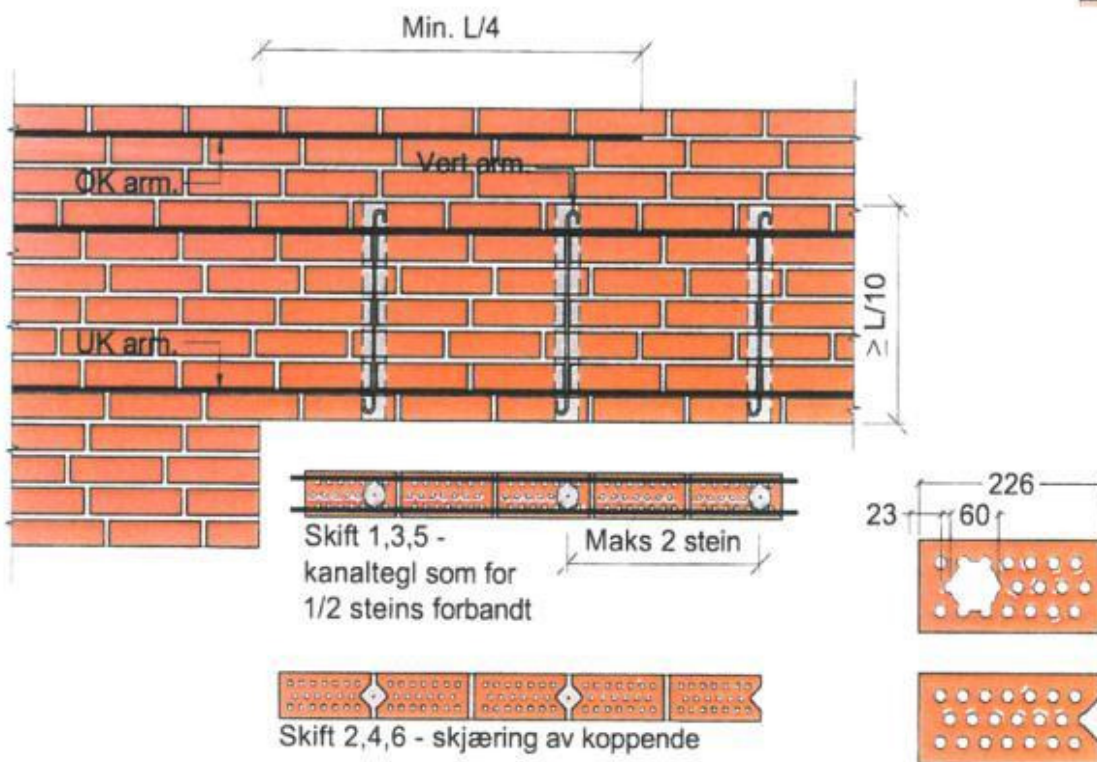 Min. L/4
OK arm.
Vert arm.
≥ L/10
UK arm.
Skift 1,3,5 -
kanaltegl som for
1/2 steins forbandt
Maks 2 stein
226
23
60
Skift 2,4,6 - skjæring av koppende